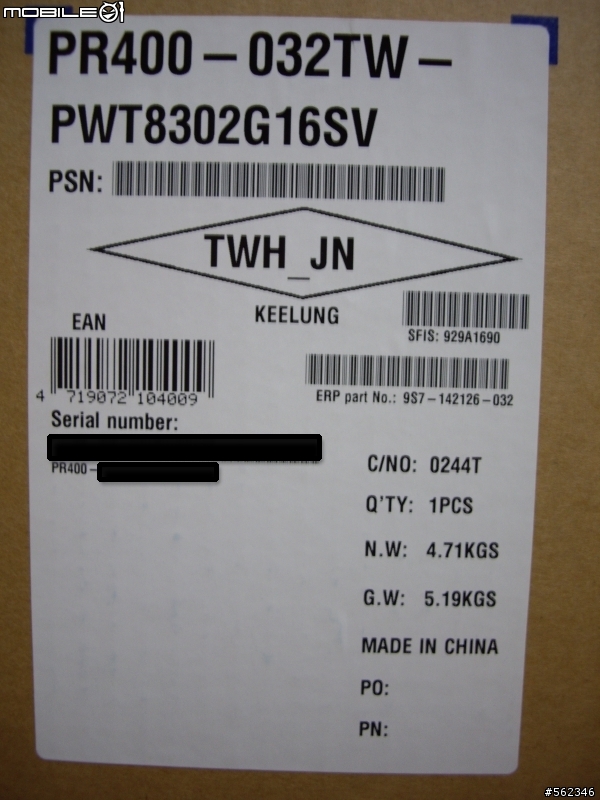 MOBILE01
PR400-032TW-
PWT8302G16SV
PSN:
TWH_JN
KEELUNG
EAN
SFIS: 929A1690
4 719072 104009
ERP part No.: 9S7-142126-032
Serial number:
PR400-
C/NO: 0244T
Q'TY: 1PCS
N.W: 4.71KGS
G.W: 5.19KGS
MADE IN CHINA
PO:
PN:
#562346